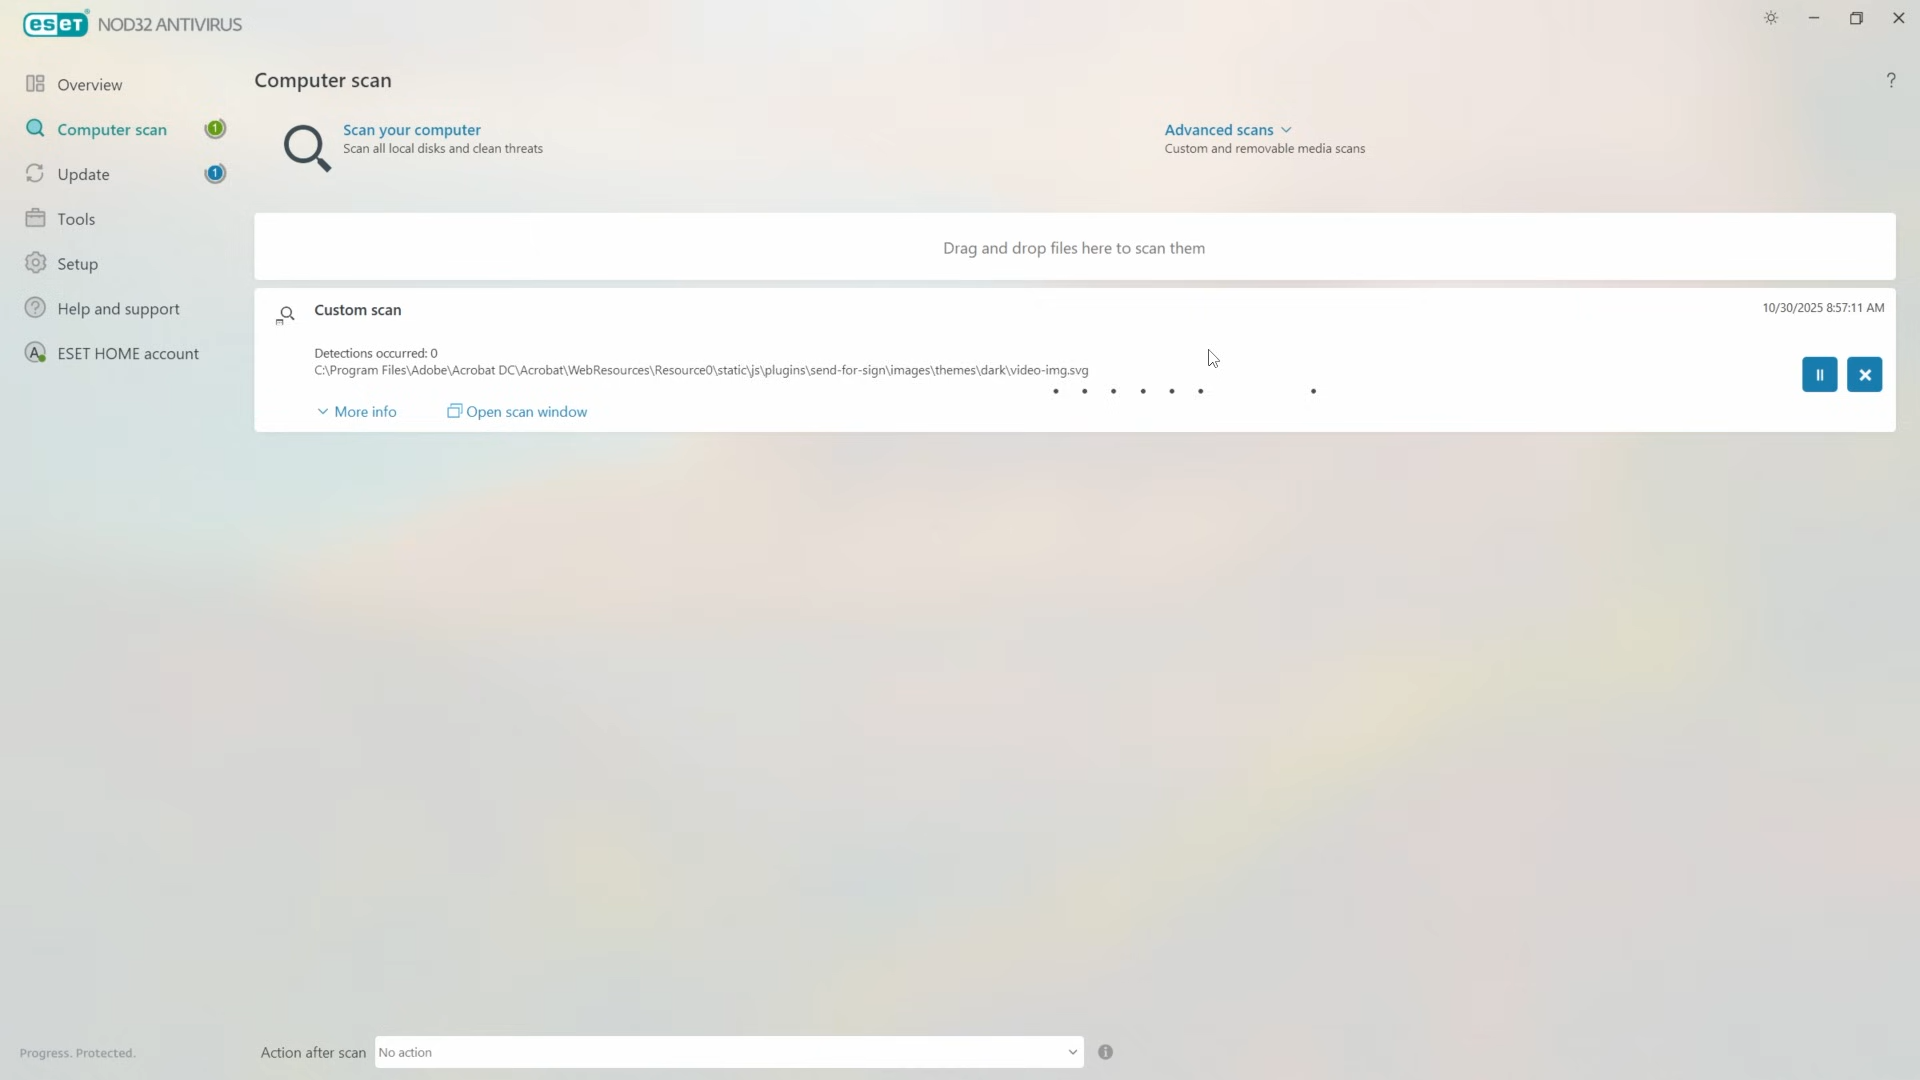 eset® NOD32 ANTIVIRUS
Overview
Computer scan 1
Update 1
Tools
Setup
Help and support
A ESET HOME account
Computer scan
?
Scan your computer
Scan all local disks and clean threats
Advanced scans
Custom and removable media scans
Drag and drop files here to scan them
Custom scan
10/30/2025 8:57:11 AM
Detections occurred: 0
C:\Program Files\Adobe\Acrobat DC\Acrobat\WebResources\Resource0\static\js\plugins\send-for-sign\images\themes\dark\video-img.svg
More info
Open scan window
Progress. Protected.
Action after scan No action